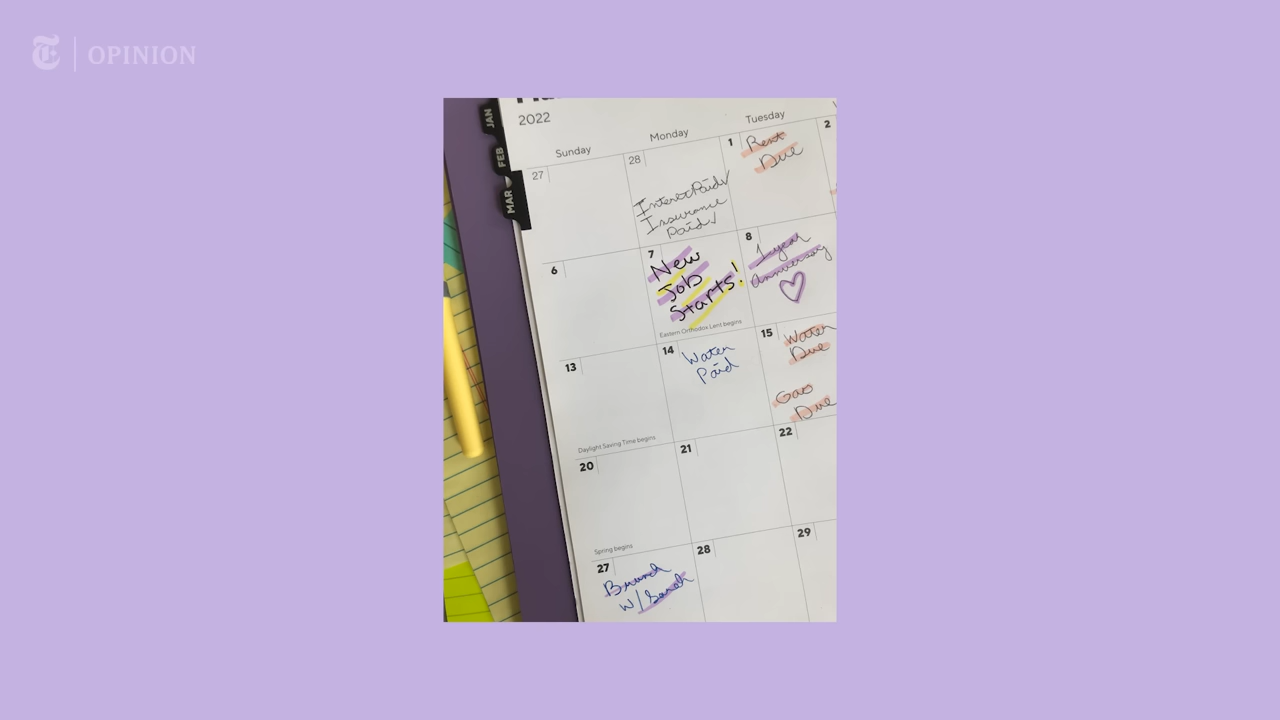 T | OPINION
JAN
FEB
MAR
2022
Sunday
Monday
Tuesday
27
28
Interet Paid ✓
Insurance
Paid ✓
1
Rent
Due
2
6
7
New
Job
Starts!
Eastern Orthodox Lent begins
8
1 year
anniversary
13
Daylight Saving Time begins
14
Water
Paid
15
Water
Due
Gas
Due
20
Spring begins
21
22
27
Brunch
w/ Sarah
28
29